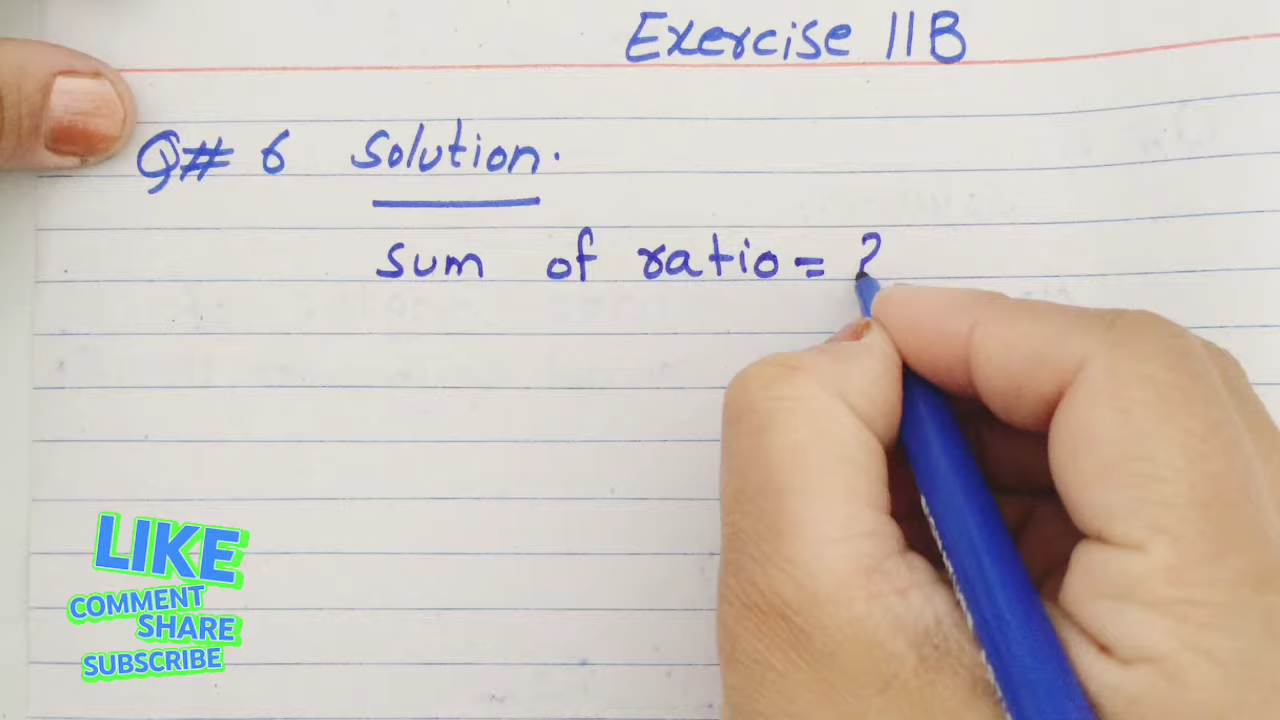 Exercise 11B
Q# 6 Solution.
sum of ratio = ?
LIKE
COMMENT
SHARE
SUBSCRIBE